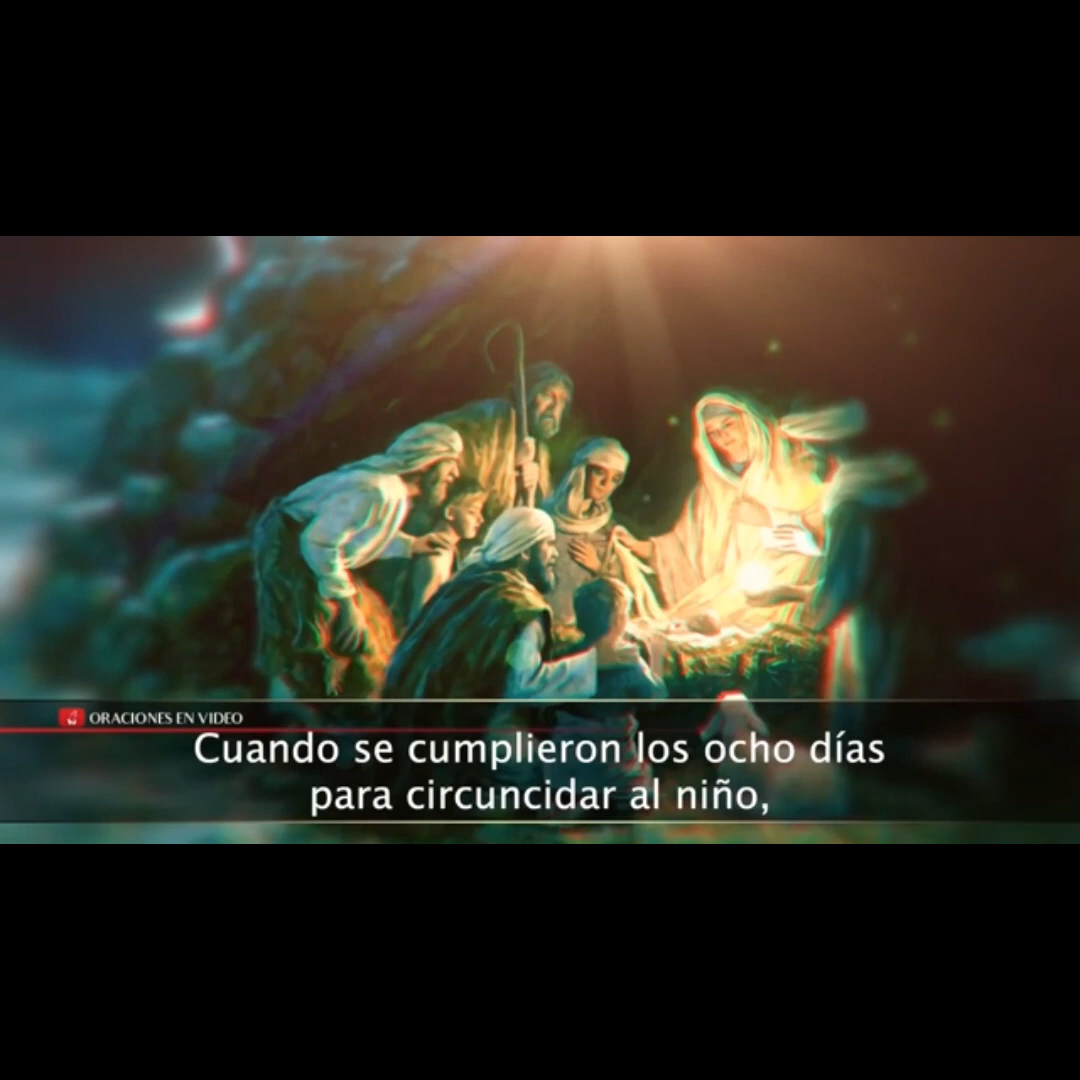 ORACIONES EN VIDEO
Cuando se cumplieron los ocho días
para circuncidar al niño,